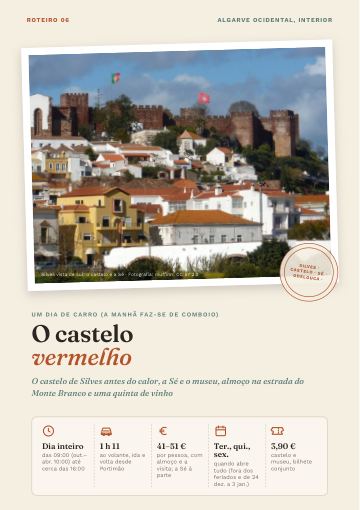 ROTEIRO 06
ALGARVE OCIDENTAL, INTERIOR
SILVES ·
CASTELO · SÉ ·
UM DIA DE CARRO (A MANHÃ FAZ-SE DE COMBOIO)
O castelo
vermelho
O castelo de Silves antes do calor, a Sé e o museu, almoço na estrada do
Monte Branco e uma quinta de vinho
Dia inteiro
das 09:00 (out.–
abr. 10:00) até
cerca das 16:00
1 h 11
ao volante, ida e
volta desde
Portimão
€
41–51 €
por pessoa, com
almoço e a
visita; a Sé à
parte
Ter., qui.,
sex.
quando abre
tudo (fora dos
feriados e de 24
dez. a 3 jan.)
3,90 €
castelo e
museu, bilhete
conjunto